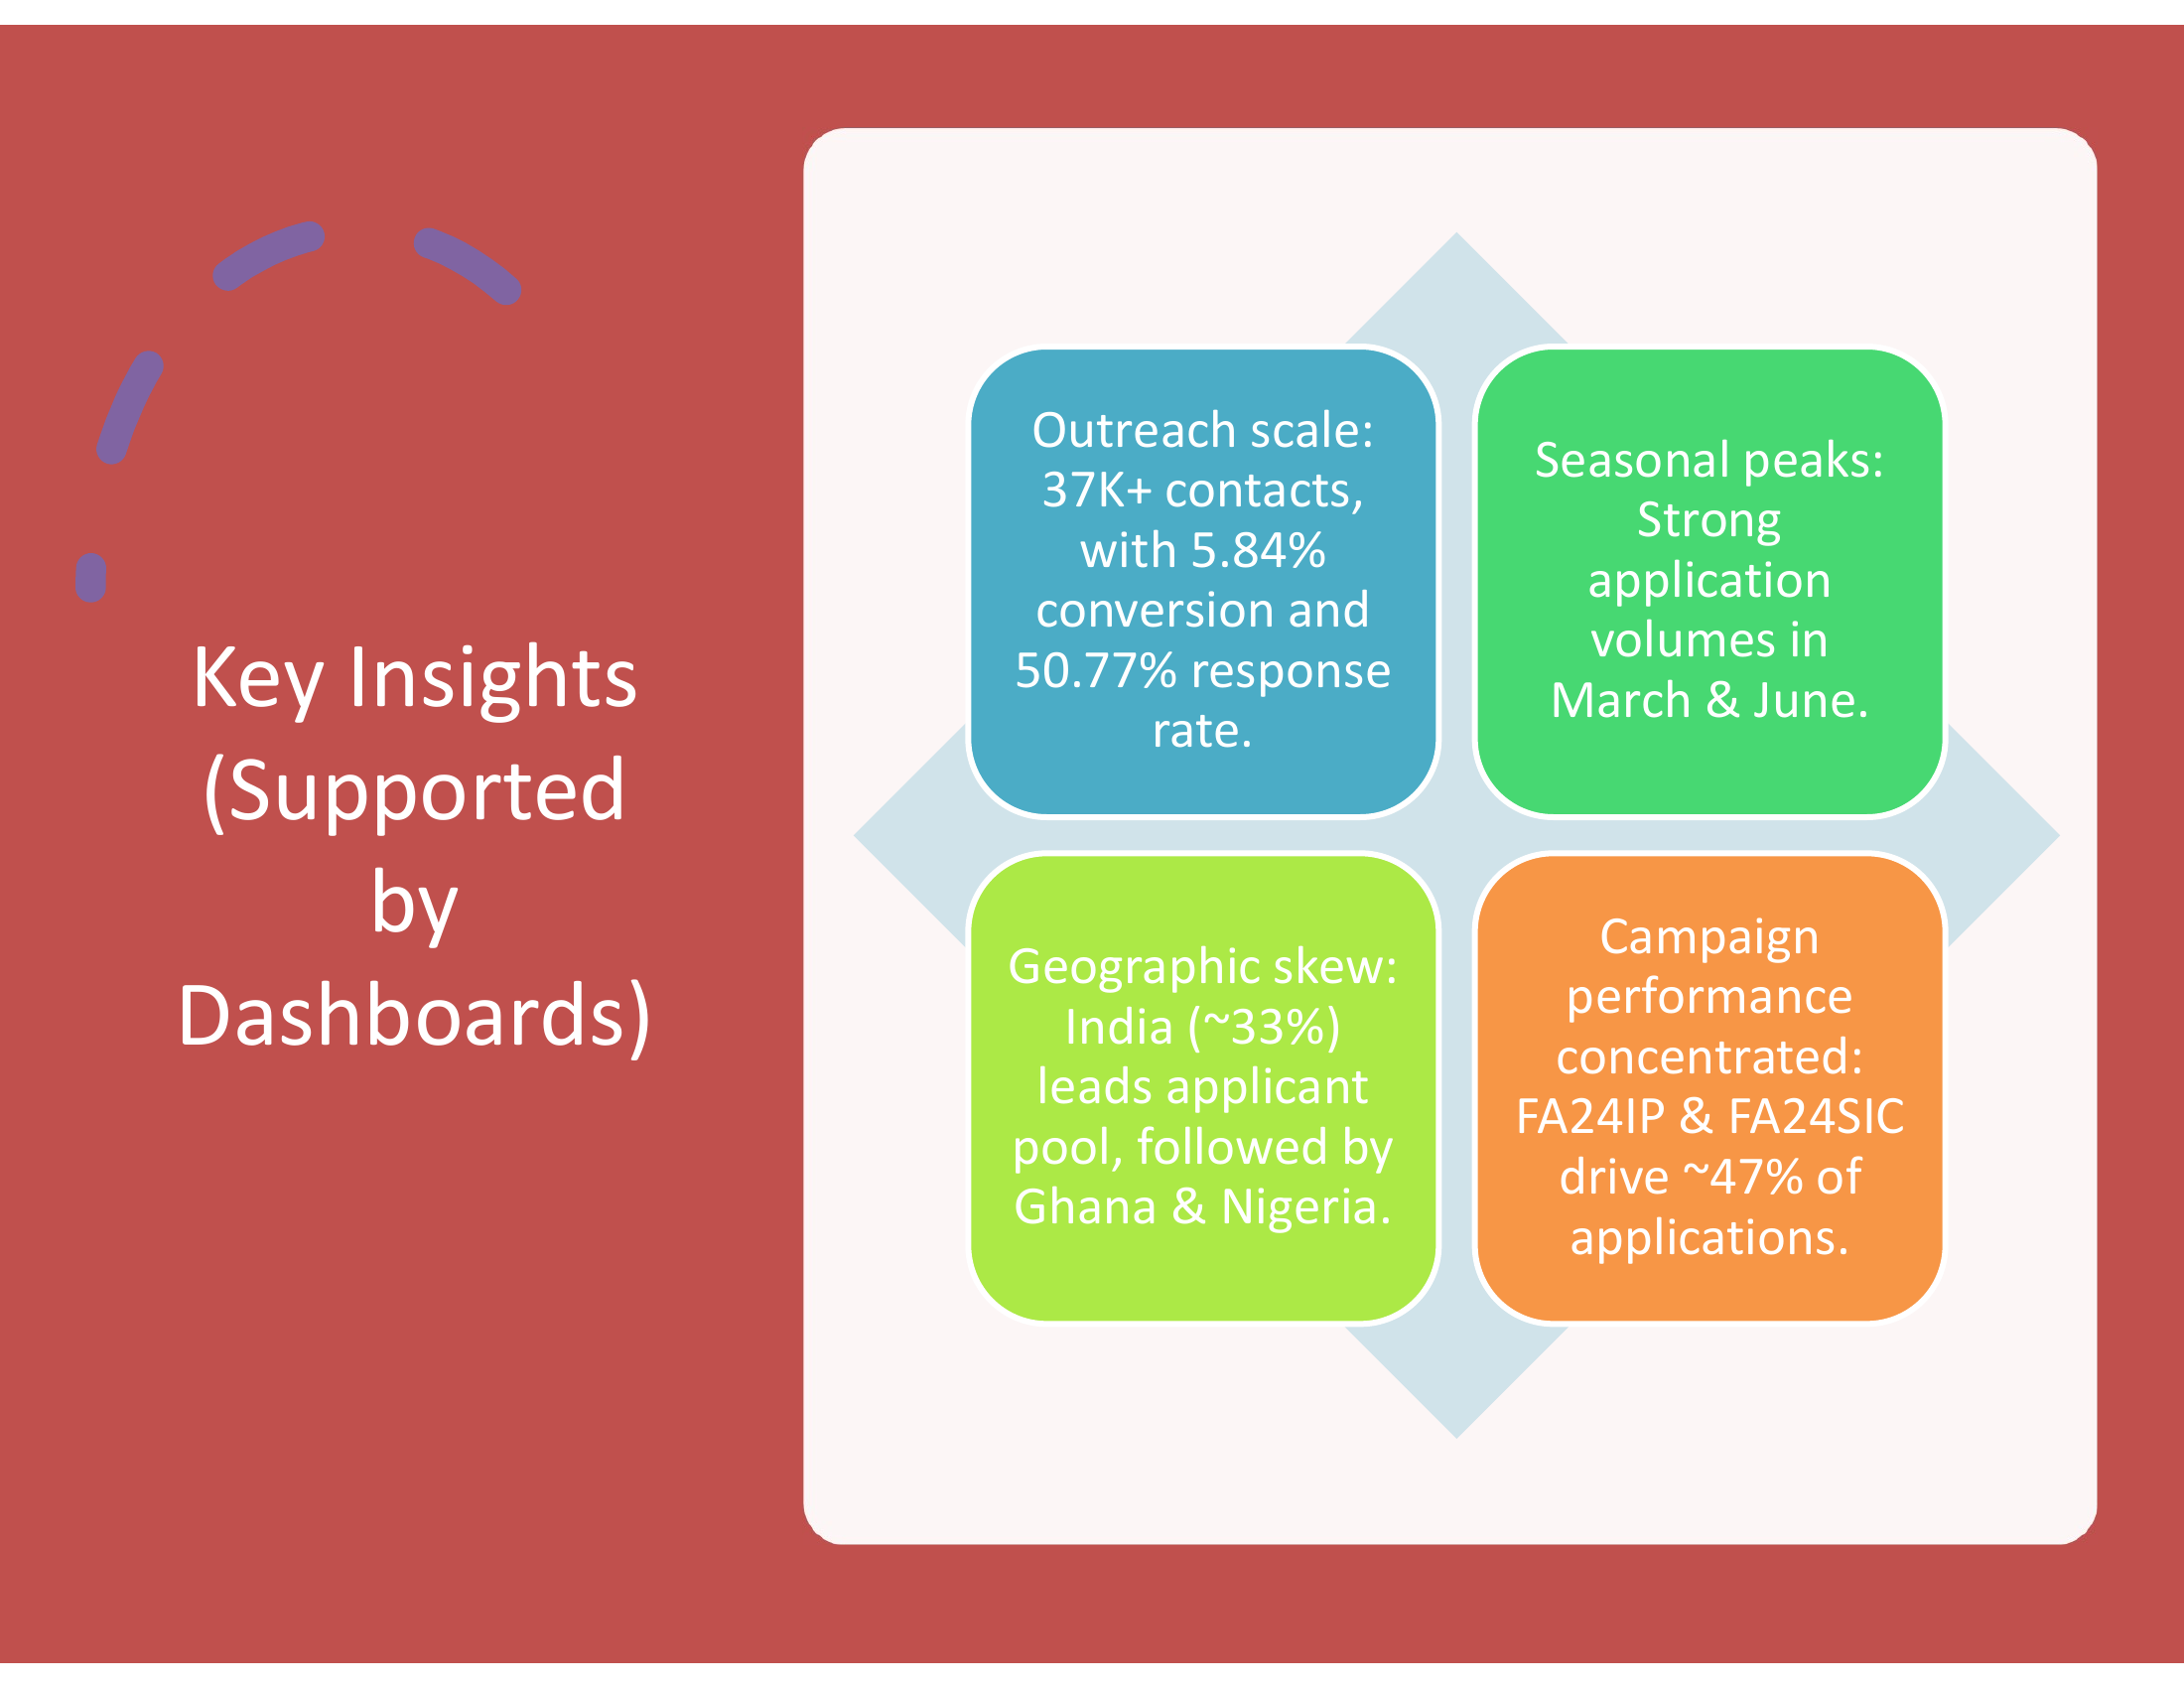 Key Insights
(Supported
by
Dashboards)
Outreach scale:
37K+ contacts,
with 5.84%
conversion and
50.77% response
rate.
Seasonal peaks:
Strong
application
volumes in
March & June.
Geographic skew:
India (~33%)
leads applicant
pool, followed by
Ghana & Nigeria.
Campaign
performance
concentrated:
FA24IP & FA24SIC
drive ~47% of
applications.